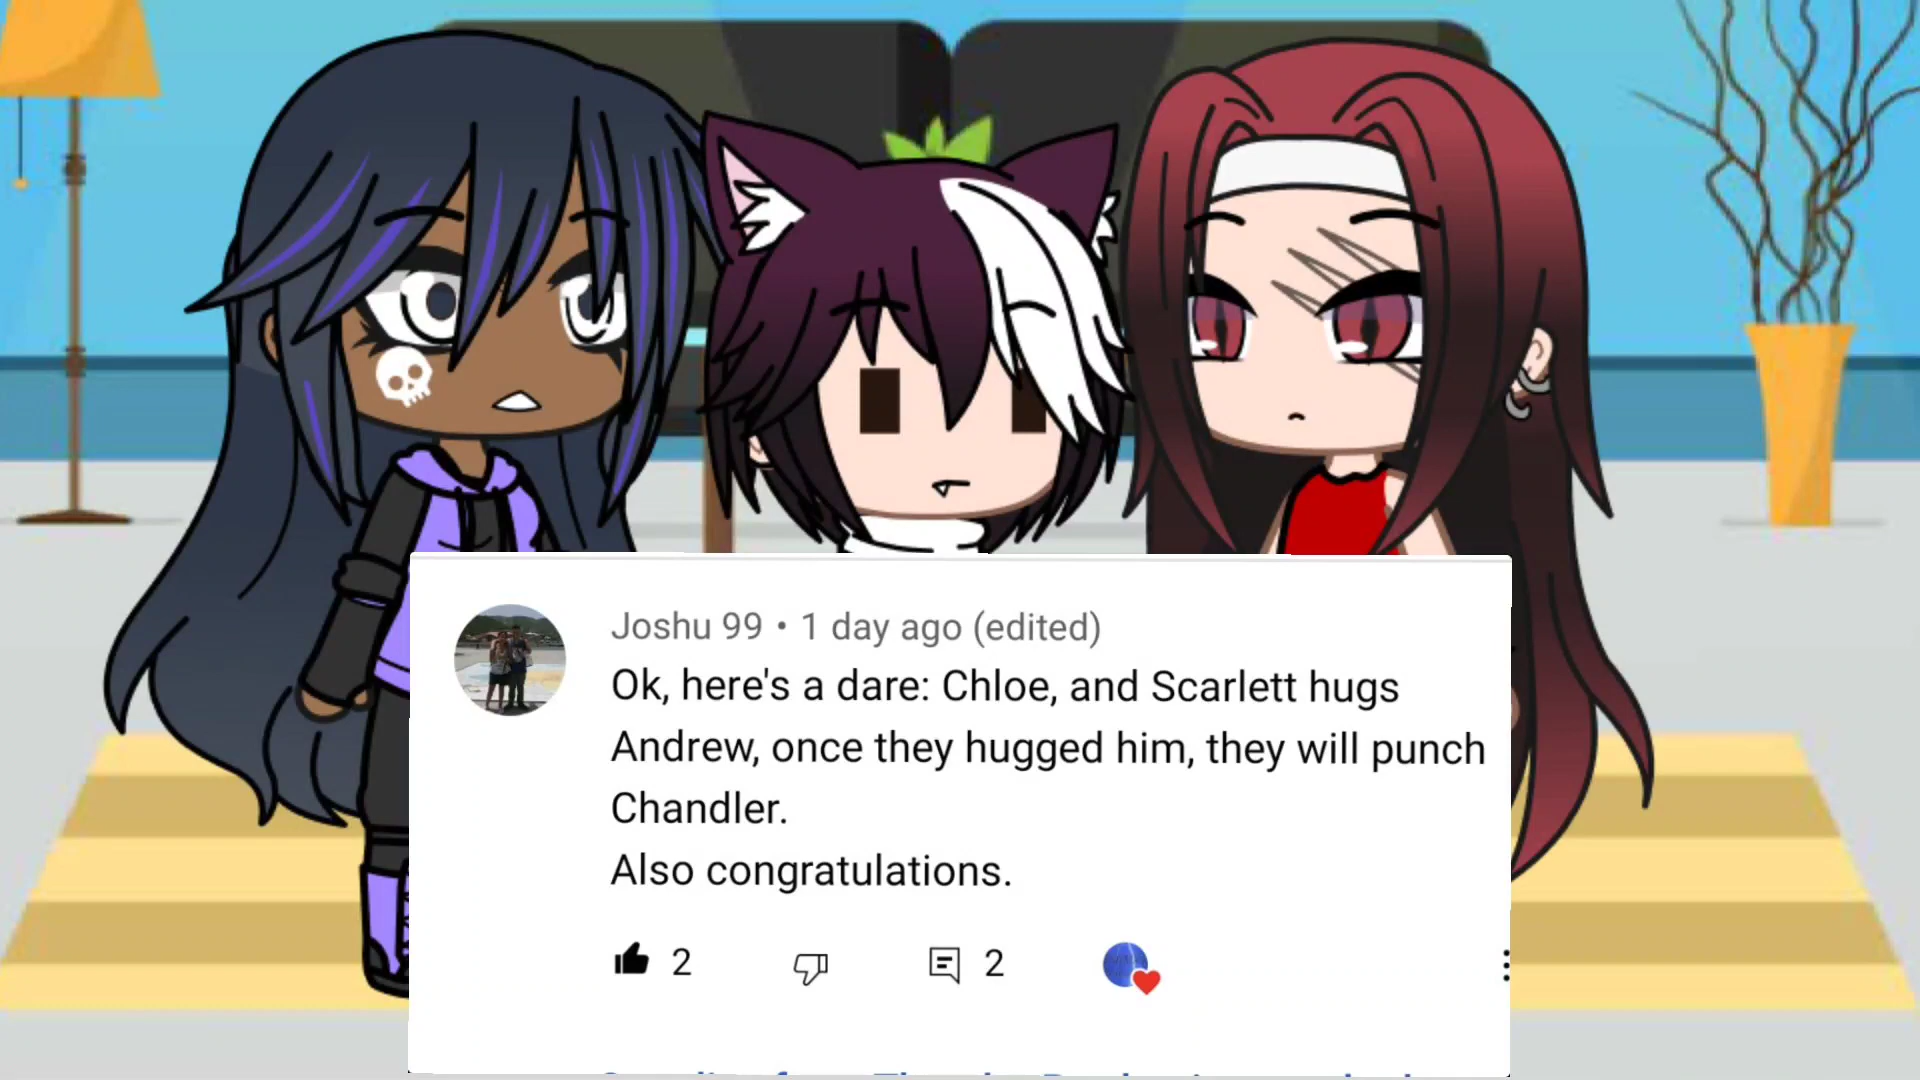 Joshu 99 • 1 day ago (edited)
Ok, here's a dare: Chloe, and Scarlett hugs
Andrew, once they hugged him, they will punch
Chandler.
Also congratulations.
2
2